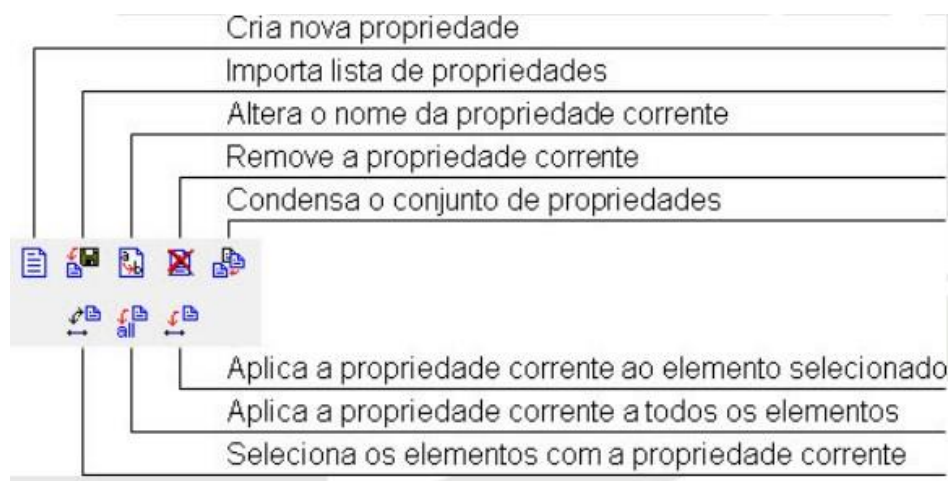 Cria nova propriedade
Importa lista de propriedades
Altera o nome da propriedade corrente
Remove a propriedade corrente
Condensa o conjunto de propriedades
a b
all
Aplica a propriedade corrente ao elemento selecionado
Aplica a propriedade corrente a todos os elementos
Seleciona os elementos com a propriedade corrente